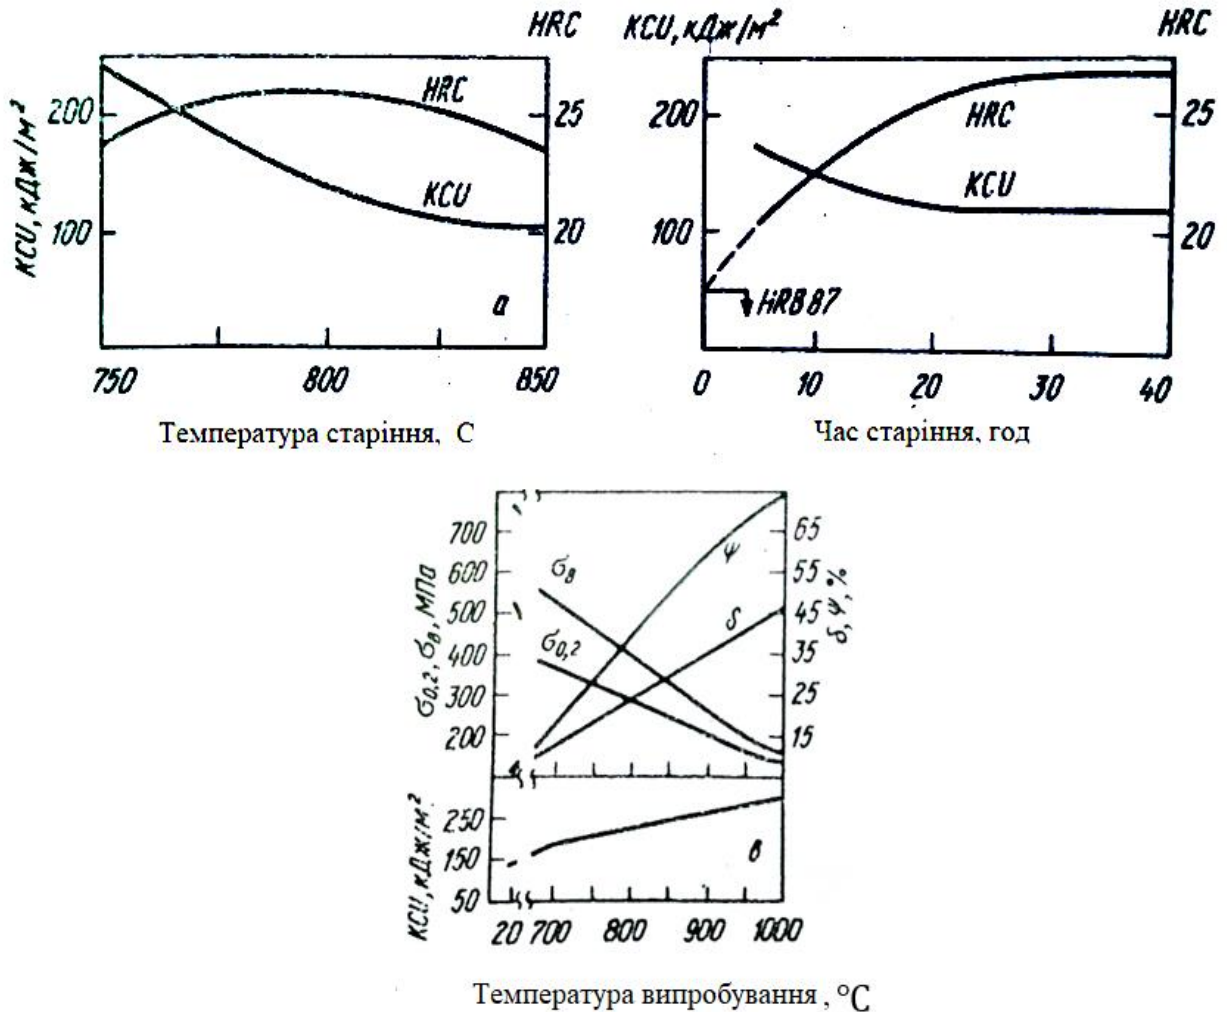 HRC
KCU, кДж/м²
HRC
KCU, кДж/м²
200
100
HRC
KCU
25
20
а
750
800
850
Температура старіння, С
200
100
HRC
KCU
HRB 87
25
20
0
10
20
30
40
Час старіння, год
σ0,2, σв, МПа
700
600
500
400
300
200
σв
σ0,2
ψ
δ
65
55
45
35
25
15
δ, ψ, %
KCU, кДж/м²
250
150
50
в
20
700
800
900
1000
Температура випробування , °С